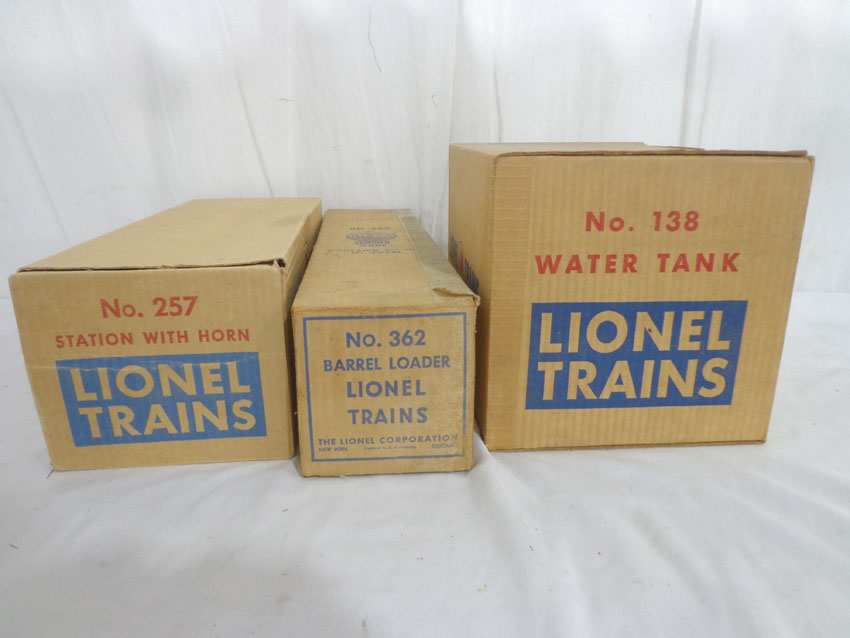 No. 257
STATION WITH HORN
LIONEL
TRAINS
No. 362
BARREL LOADER
LIONEL
TRAINS
THE LIONEL CORPORATION
NEW YORK CHICAGO
No. 138
WATER TANK
LIONEL
TRAINS